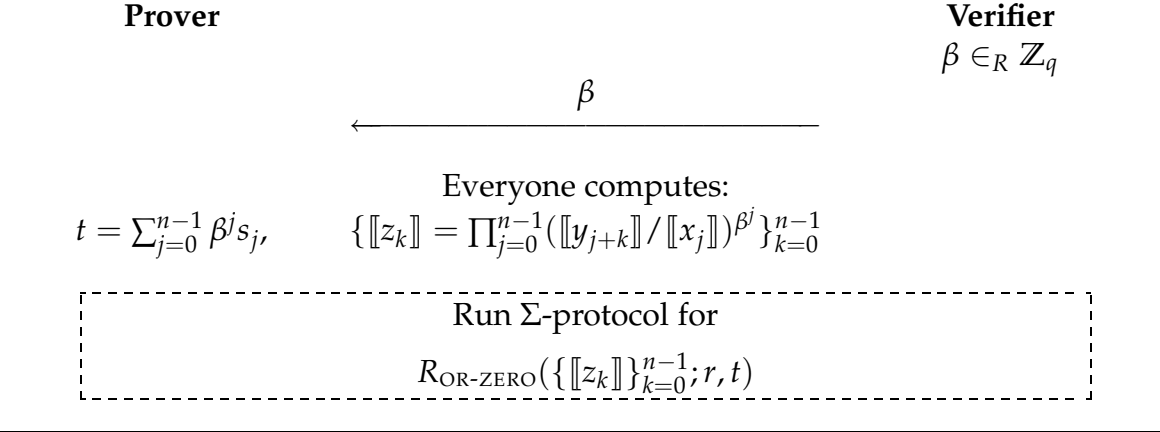 Prover Verifier
β ∈_R ℤ_q
β
Everyone computes:
t = ∑_{j=0}^{n−1} β^j s_j, {⟦z_k⟧ = ∏_{j=0}^{n−1}(⟦y_{j+k}⟧/⟦x_j⟧)^{β^j}}_{k=0}^{n−1}
Run Σ-protocol for
R_{OR-ZERO}({⟦z_k⟧}_{k=0}^{n−1}; r, t)